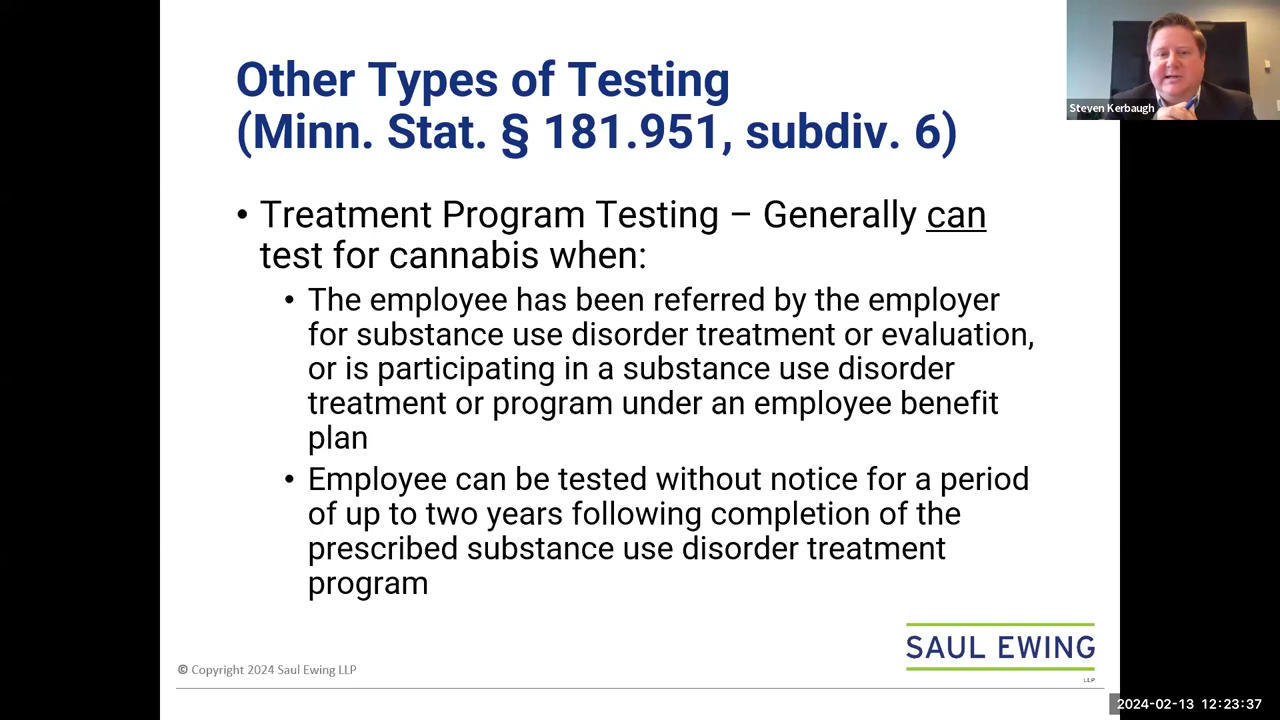 Other Types of Testing
(Minn. Stat. § 181.951, subdiv. 6)
Steven Kerbaugh
• Treatment Program Testing – Generally can
test for cannabis when:
• The employee has been referred by the employer
for substance use disorder treatment or evaluation,
or is participating in a substance use disorder
treatment or program under an employee benefit
plan
• Employee can be tested without notice for a period
of up to two years following completion of the
prescribed substance use disorder treatment
program
SAUL EWING
LLP
© Copyright 2024 Saul Ewing LLP
2024-02-13 12:23:37